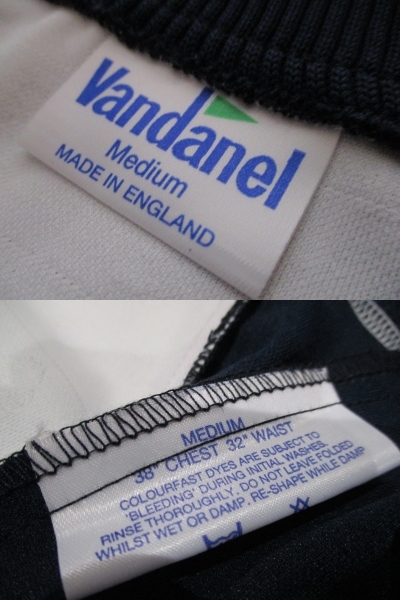 Vandanel
Medium
MADE IN ENGLAND
MEDIUM
38" CHEST 32" WAIST
COLOURFAST DYES ARE SUBJECT TO
'BLEEDING' DURING INITIAL WASHES.
RINSE THOROUGHLY. DO NOT LEAVE FOLDED
WHILST WET OR DAMP. RE-SHAPE WHILE DAMP